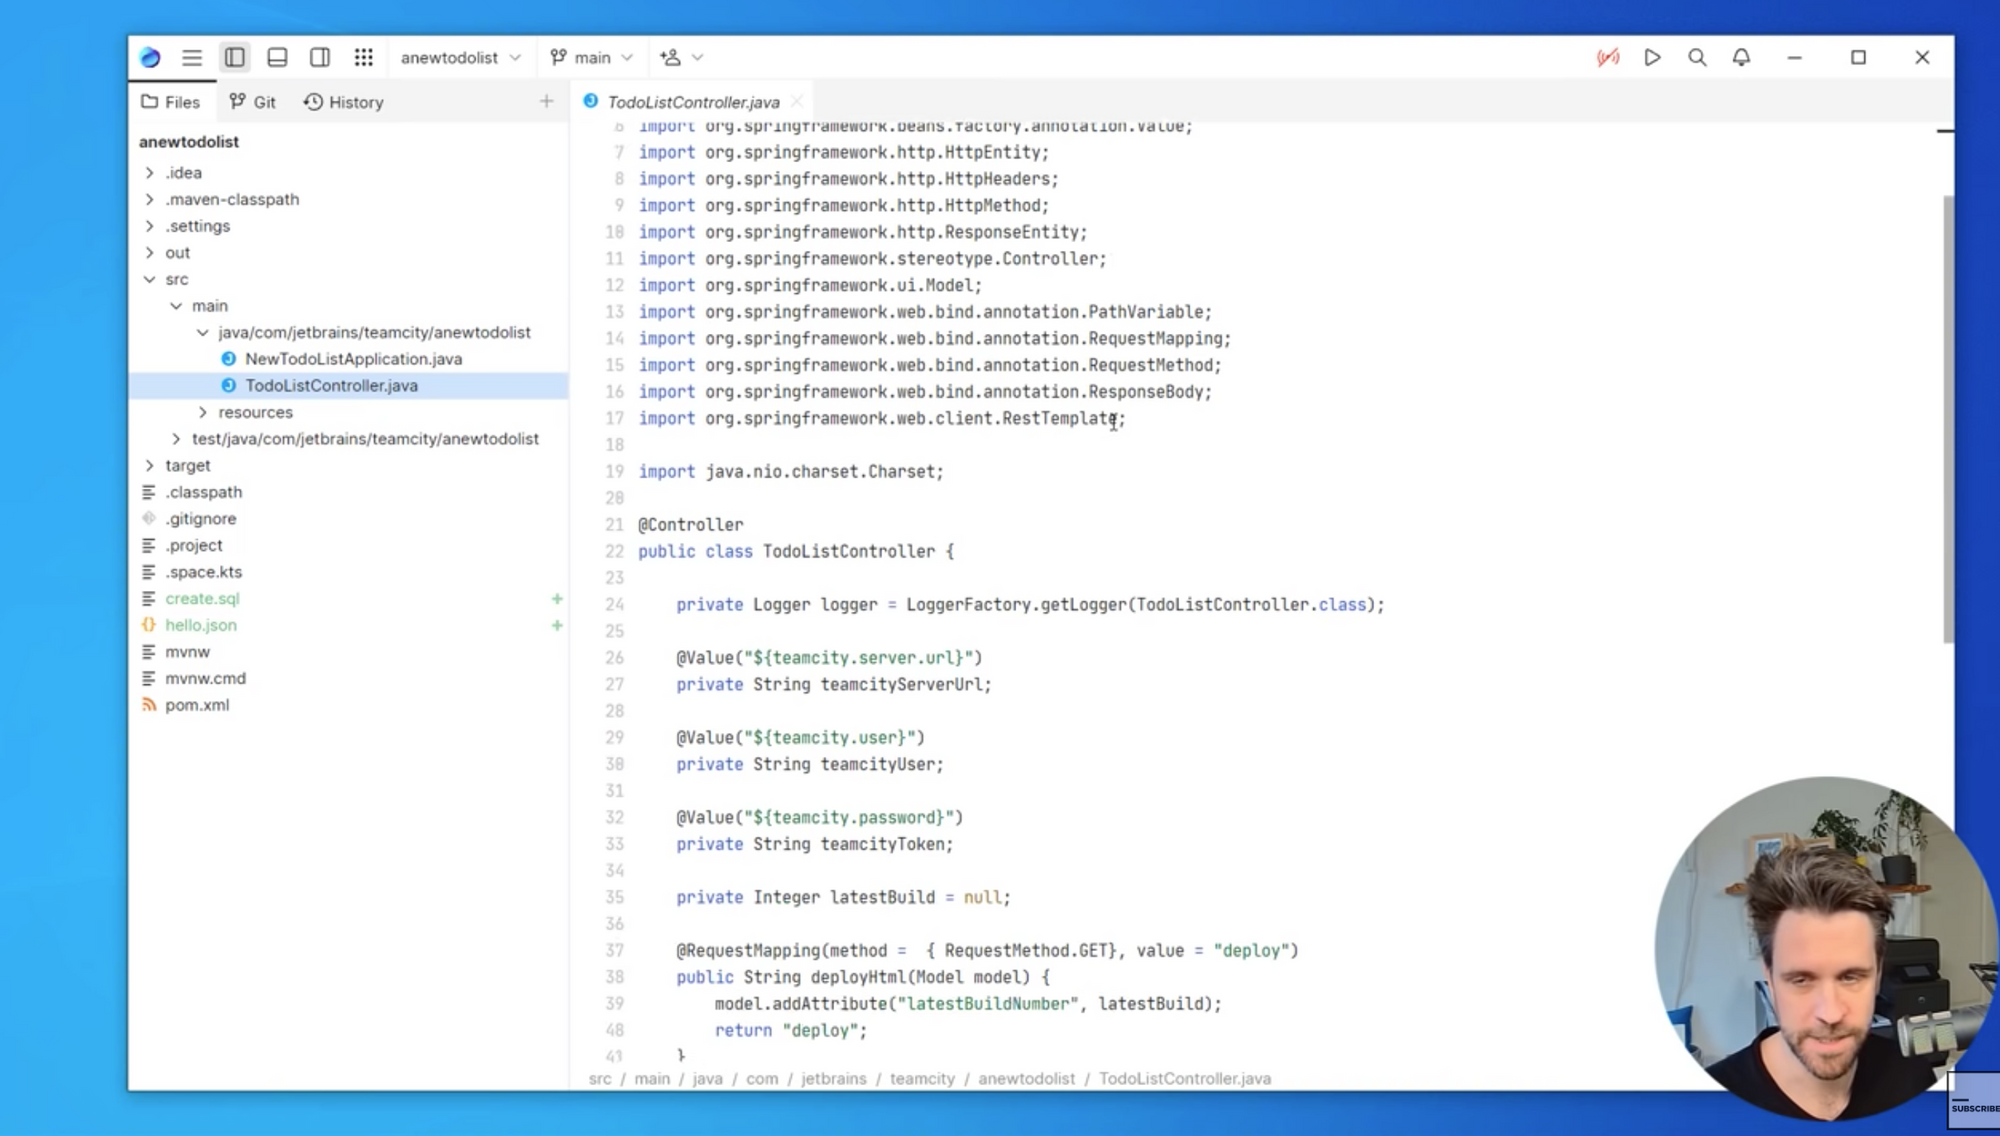 anewtodolist main
Files Git History
TodoListController.java
anewtodolist
.idea
.maven-classpath
.settings
out
src
main
java/com/jetbrains/teamcity/anewtodolist
NewTodoListApplication.java
TodoListController.java
resources
test/java/com/jetbrains/teamcity/anewtodolist
target
.classpath
.gitignore
.project
.space.kts
create.sql +
hello.json +
mvnw
mvnw.cmd
pom.xml
6 import org.springframework.beans.factory.annotation.Value;
7 import org.springframework.http.HttpEntity;
8 import org.springframework.http.HttpHeaders;
9 import org.springframework.http.HttpMethod;
10 import org.springframework.http.ResponseEntity;
11 import org.springframework.stereotype.Controller;
12 import org.springframework.ui.Model;
13 import org.springframework.web.bind.annotation.PathVariable;
14 import org.springframework.web.bind.annotation.RequestMapping;
15 import org.springframework.web.bind.annotation.RequestMethod;
16 import org.springframework.web.bind.annotation.ResponseBody;
17 import org.springframework.web.client.RestTemplate;
18
19 import java.nio.charset.Charset;
20
21 @Controller
22 public class TodoListController {
23
24 private Logger logger = LoggerFactory.getLogger(TodoListController.class);
25
26 @Value("${teamcity.server.url}")
27 private String teamcityServerUrl;
28
29 @Value("${teamcity.user}")
30 private String teamcityUser;
31
32 @Value("${teamcity.password}")
33 private String teamcityToken;
34
35 private Integer latestBuild = null;
36
37 @RequestMapping(method = { RequestMethod.GET}, value = "deploy")
38 public String deployHtml(Model model) {
39 model.addAttribute("latestBuildNumber", latestBuild);
40 return "deploy";
41 }
src / main / java / com / jetbrains / teamcity / anewtodolist / TodoListController.java
SUBSCRIBE